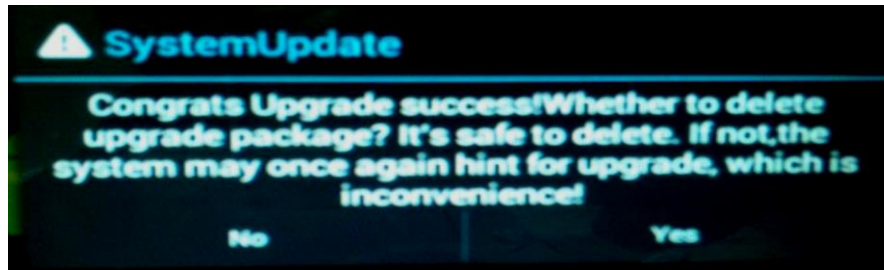 SystemUpdate
Congrats Upgrade success!Whether to delete
upgrade package? It's safe to delete. If not,the
system may once again hint for upgrade, which is
inconvenience!
No
Yes